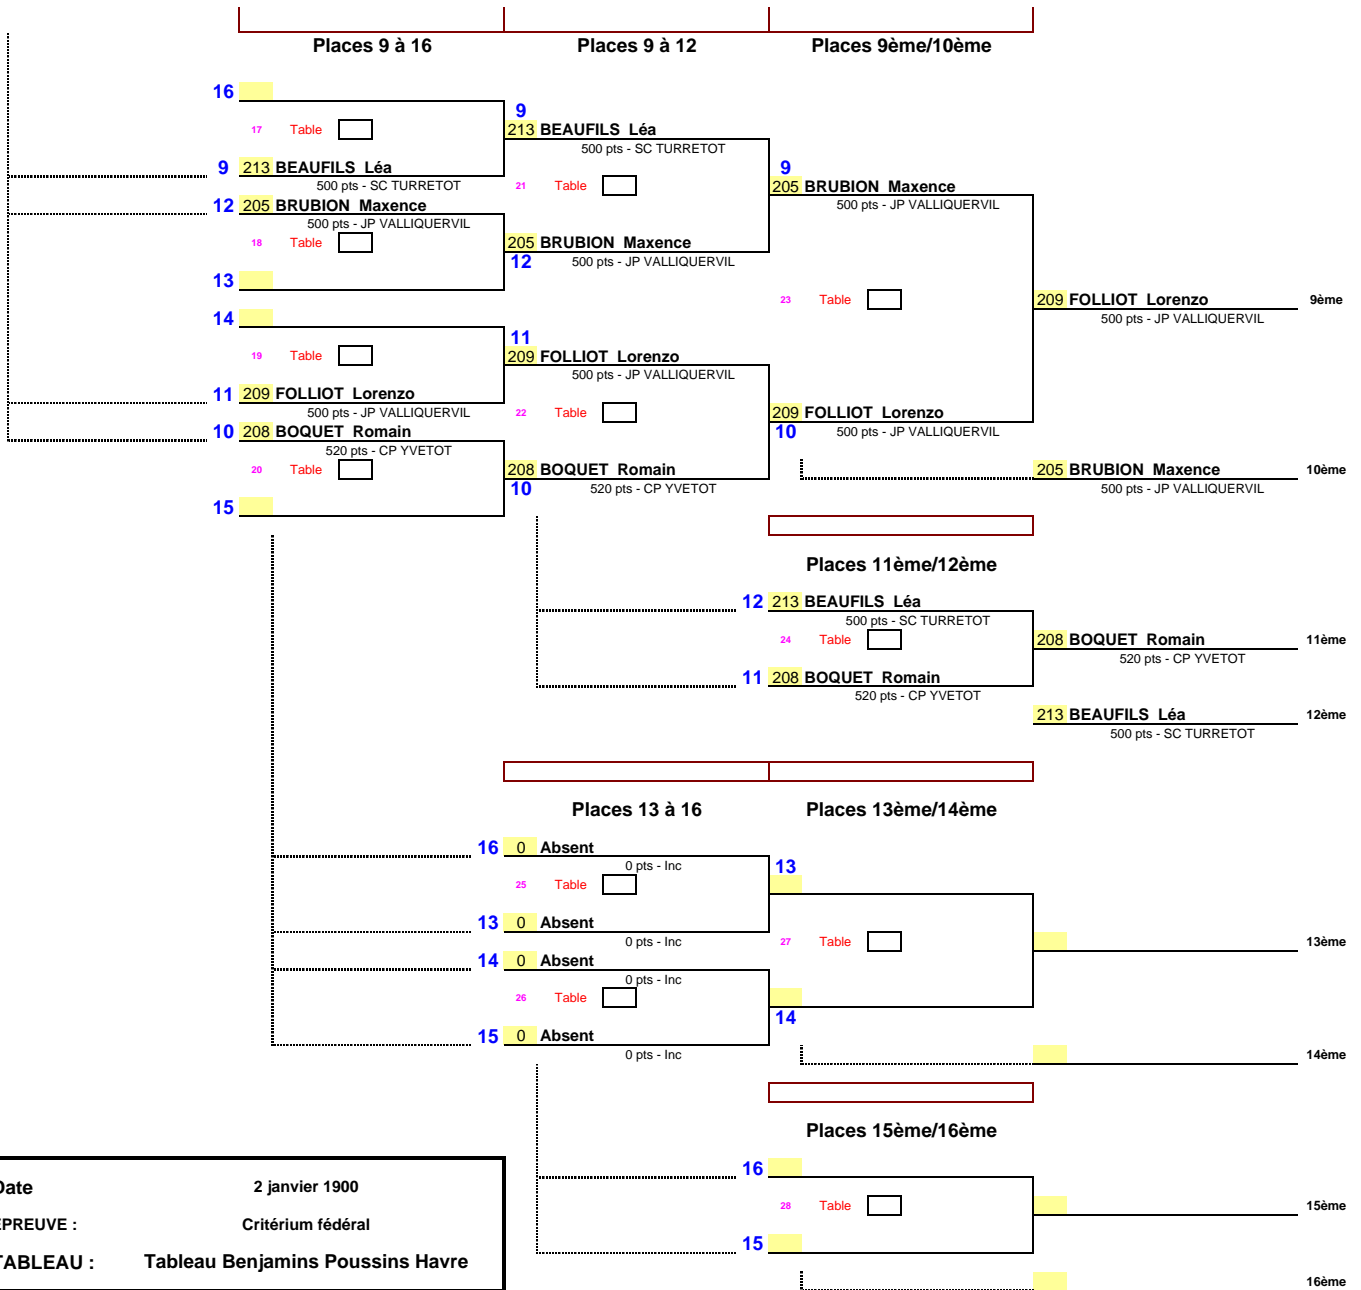 Places 9 à 16 Places 9 à 12 Places 9ème/10ème
16
9
17 Table
213 BEAUFILS Léa
500 pts - SC TURRETOT
9 213 BEAUFILS Léa
9
500 pts - SC TURRETOT
21 Table
205 BRUBION Maxence
12 205 BRUBION Maxence
500 pts - JP VALLIQUERVIL
500 pts - JP VALLIQUERVIL
18 Table
205 BRUBION Maxence
12 500 pts - JP VALLIQUERVIL
13
23 Table
209 FOLLIOT Lorenzo 9ème
14
500 pts - JP VALLIQUERVIL
11
19 Table
209 FOLLIOT Lorenzo
500 pts - JP VALLIQUERVIL
11 209 FOLLIOT Lorenzo
500 pts - JP VALLIQUERVIL
22 Table
209 FOLLIOT Lorenzo
10 208 BOQUET Romain
10 500 pts - JP VALLIQUERVIL
520 pts - CP YVETOT
20 Table
208 BOQUET Romain
205 BRUBION Maxence 10ème
10 520 pts - CP YVETOT
500 pts - JP VALLIQUERVIL
15
Places 11ème/12ème
12 213 BEAUFILS Léa
500 pts - SC TURRETOT
24 Table
208 BOQUET Romain 11ème
520 pts - CP YVETOT
11 208 BOQUET Romain
520 pts - CP YVETOT
213 BEAUFILS Léa 12ème
500 pts - SC TURRETOT
Places 13 à 16 Places 13ème/14ème
16 0 Absent
0 pts - Inc
13
25 Table
13 0 Absent
0 pts - Inc
27 Table
13ème
14 0 Absent
0 pts - Inc
26 Table
14
15 0 Absent
0 pts - Inc
14ème
Places 15ème/16ème
16
28 Table
15ème
15
16ème
Date 2 janvier 1900
EPREUVE : Critérium fédéral
TABLEAU : Tableau Benjamins Poussins Havre